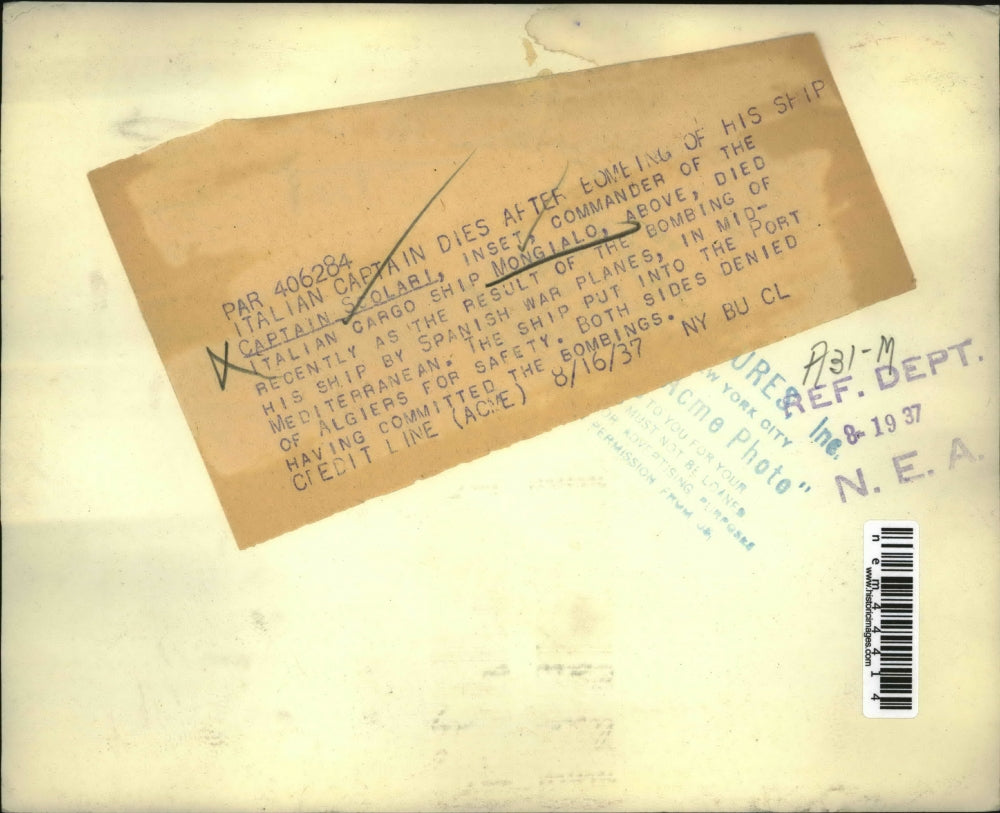 PAR 406284
ITALIAN CAPTAIN DIES AFTER BOMBING OF HIS SHIP
CAPTAIN SCOLARI, INSET, COMMANDER OF THE
ITALIAN CARGO SHIP MONGIALO, ABOVE, DIED
RECENTLY AS THE RESULT OF THE BOMBING OF
HIS SHIP BY SPANISH WAR PLANES, IN MID-
MEDITERRANEAN. THE SHIP PUT INTO THE PORT
OF ALGIERS FOR SAFETY. BOTH SIDES DENIED
HAVING COMMITTED THE BOMBINGS.
CREDIT LINE (ACME) 8/16/37 NY BU CL
A31-M
REF. DEPT.
8-19 37
N. E. A.
URES, Inc.
W YORK CITY
Acme Photo"
TO YOU FOR YOUR
MUST NOT BE LOANED
OR ADVERTISING PURPOSES
PERMISSION FROM
nem44414
www.historicimages.com